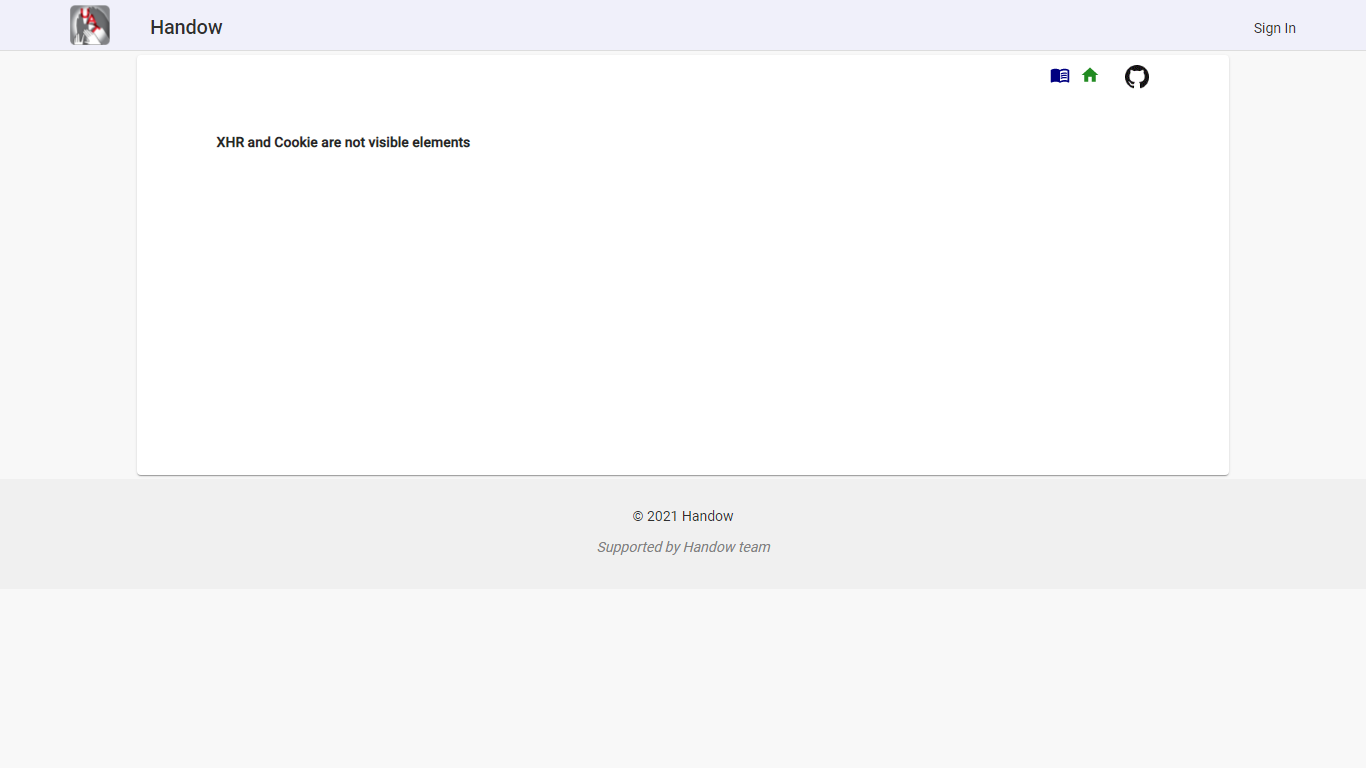 Handow
Sign In
XHR and Cookie are not visible elements
© 2021 Handow
Supported by Handow team